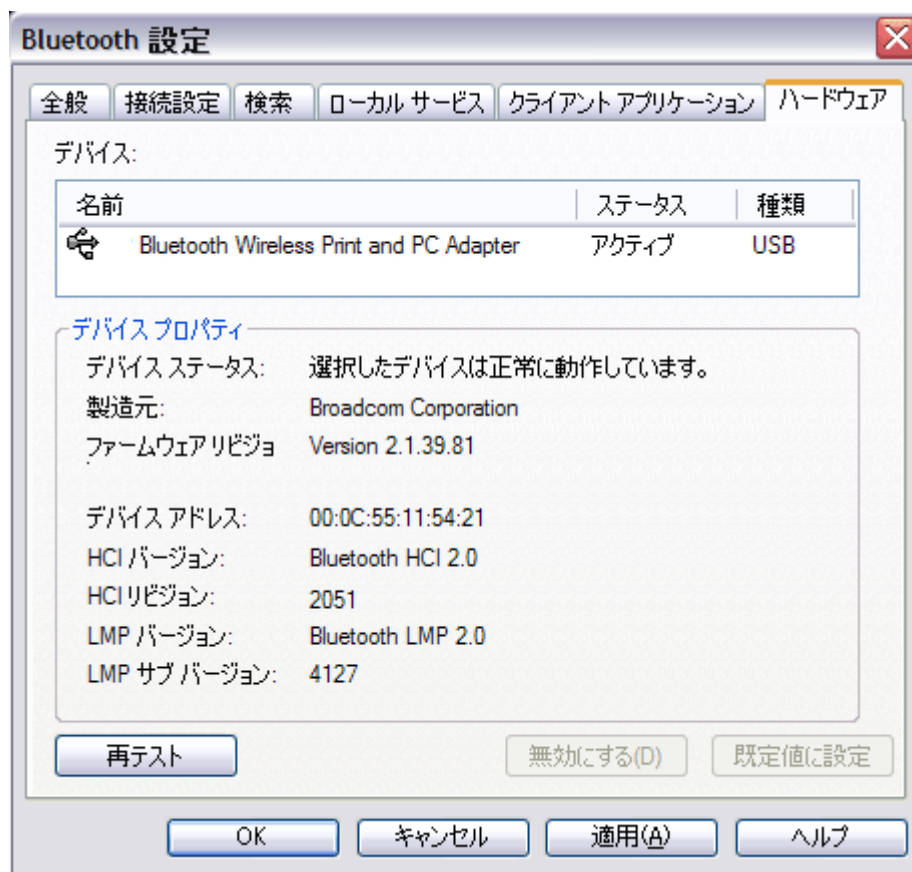 Bluetooth 設定
全般 接続設定 検索 ローカル サービス クライアント アプリケーション ハードウェア
デバイス:
名前 ステータス 種類
Bluetooth Wireless Print and PC Adapter アクティブ USB
デバイス プロパティ
デバイス ステータス: 選択したデバイスは正常に動作しています。
製造元: Broadcom Corporation
ファームウェア リビジョ Version 2.1.39.81
デバイス アドレス: 00:0C:55:11:54:21
HCI バージョン: Bluetooth HCI 2.0
HCI リビジョン: 2051
LMP バージョン: Bluetooth LMP 2.0
LMP サブ バージョン: 4127
再テスト 無効にする(D) 既定値に設定
OK キャンセル 適用(A) ヘルプ